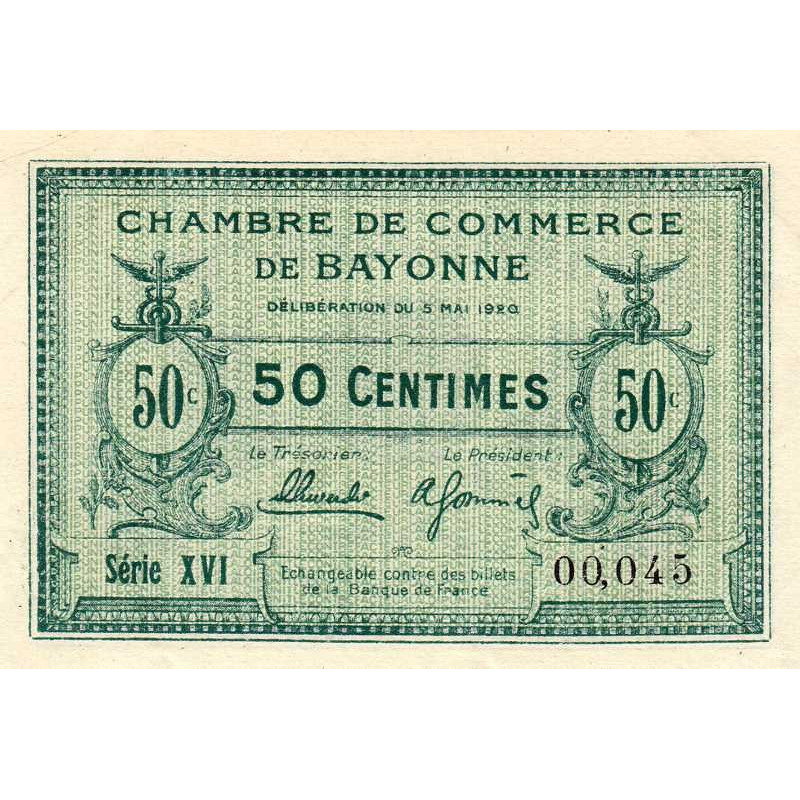 CHAMBRE DE COMMERCE
DE BAYONNE
DÉLIBÉRATION DU 5 MAI 1920
50c 50 CENTIMES 50c
Le Trésorier: Le Président:
Série XVI Echangeable contre des billets 00,045
de la Banque de France